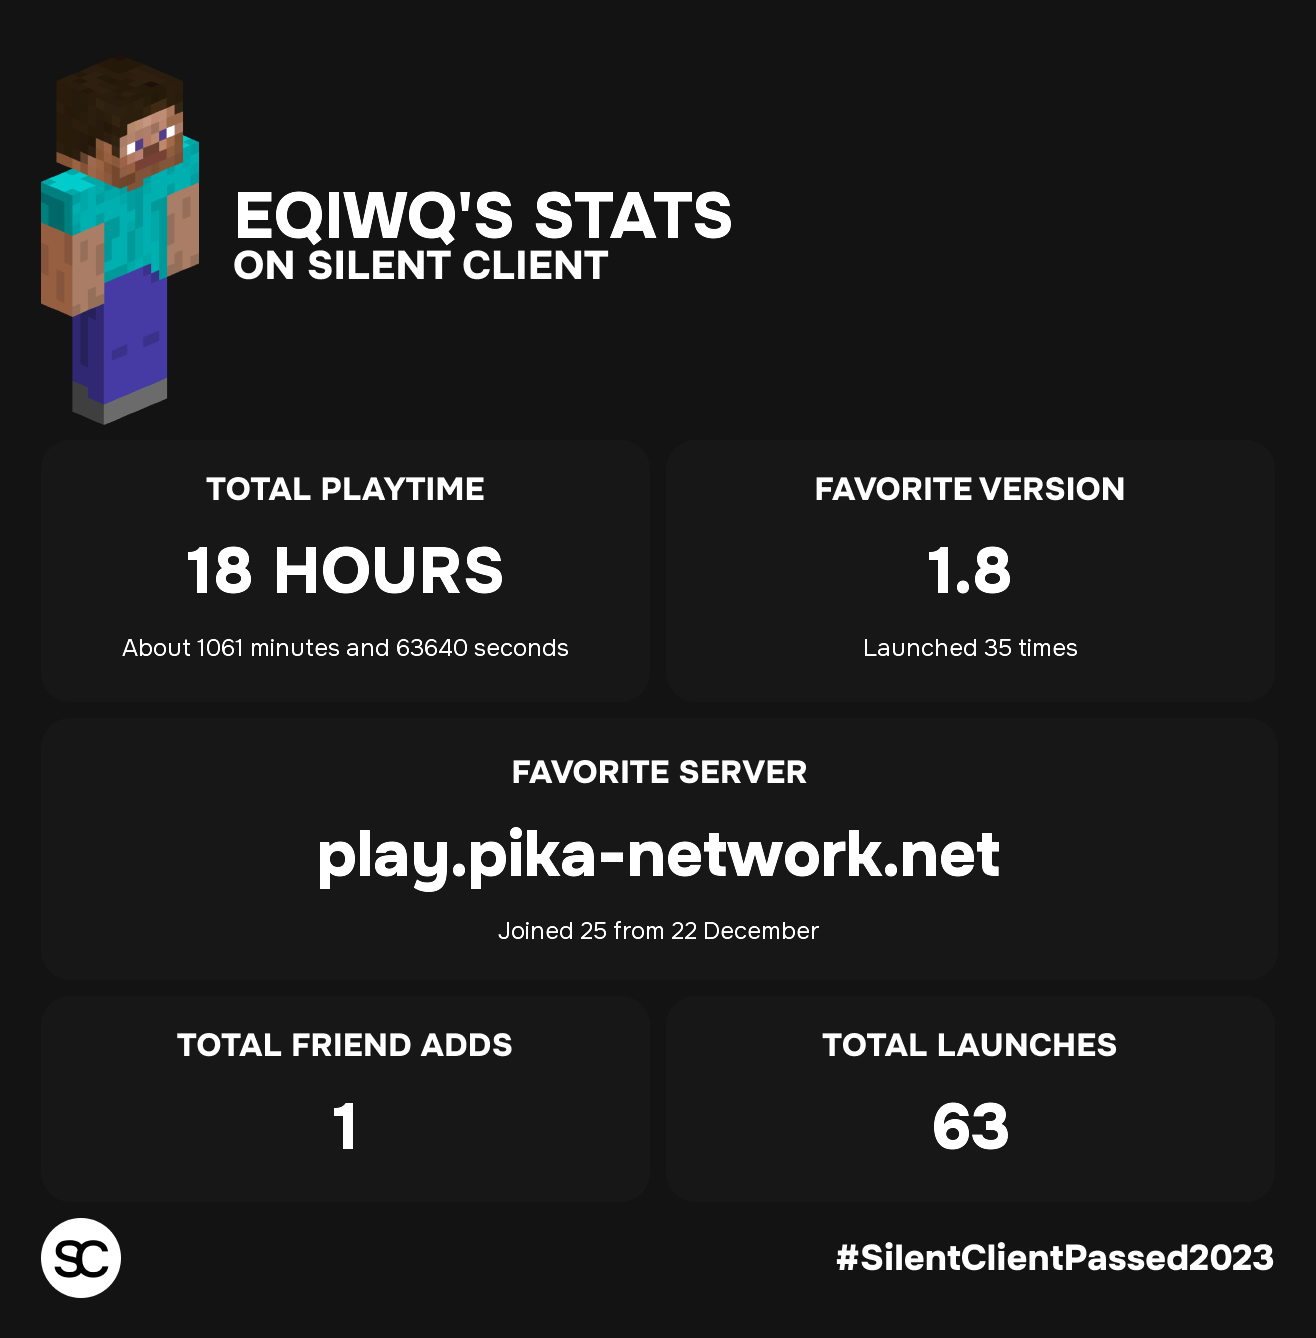 EQIWQ'S STATS
ON SILENT CLIENT
TOTAL PLAYTIME
18 HOURS
About 1061 minutes and 63640 seconds
FAVORITE VERSION
1.8
Launched 35 times
FAVORITE SERVER
play.pika-network.net
Joined 25 from 22 December
TOTAL FRIEND ADDS
1
TOTAL LAUNCHES
63
SC
#SilentClientPassed2023